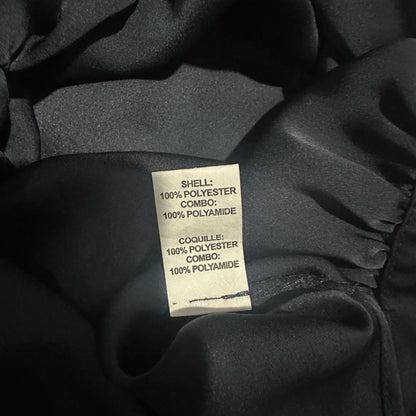 SHELL:
100% POLYESTER
COMBO:
100% POLYAMIDE
COQUILLE:
100% POLYESTER
COMBO:
100% POLYAMIDE